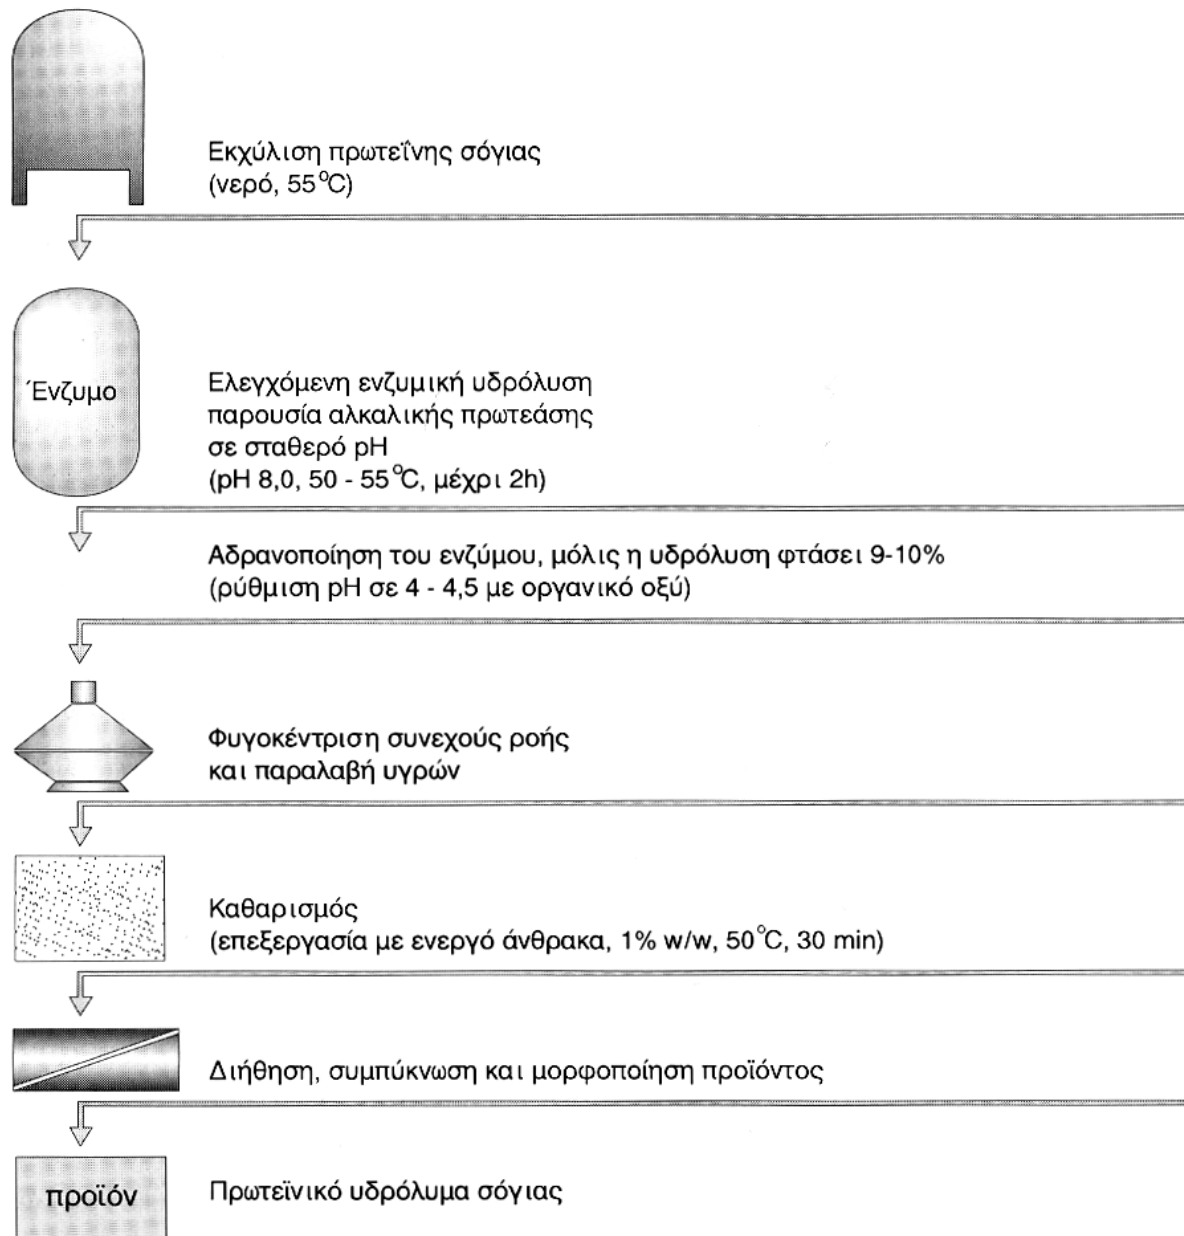 Εκχύλιση πρωτεΐνης σόγιας
(νερό, 55°C)
Ένζυμο
Ελεγχόμενη ενζυμική υδρόλυση
παρουσία αλκαλικής πρωτεάσης
σε σταθερό pH
(pH 8,0, 50 - 55°C, μέχρι 2h)
Αδρανοποίηση του ενζύμου, μόλις η υδρόλυση φτάσει 9-10%
(ρύθμιση pH σε 4 - 4,5 με οργανικό οξύ)
Φυγοκέντριση συνεχούς ροής
και παραλαβή υγρών
Καθαρισμός
(επεξεργασία με ενεργό άνθρακα, 1% w/w, 50°C, 30 min)
Διήθηση, συμπύκνωση και μορφοποίηση προϊόντος
προϊόν
Πρωτεϊνικό υδρόλυμα σόγιας